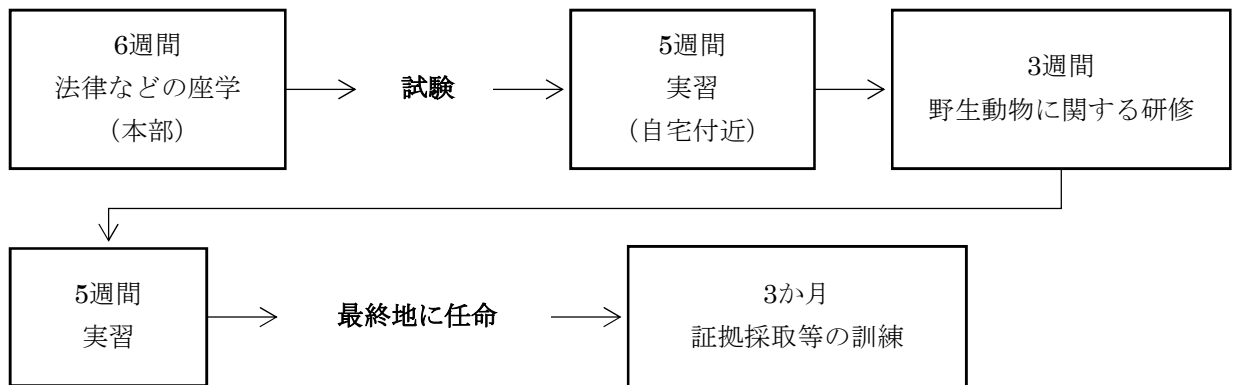 6週間
法律などの座学
（本部）
試験
5週間
実習
（自宅付近）
3週間
野生動物に関する研修
5週間
実習
最終地に任命
3か月
証拠採取等の訓練